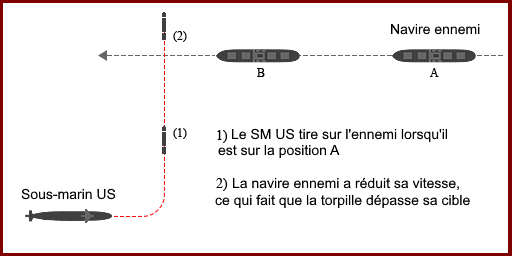 Navire ennemi
(2)
B
A
(1)
1) Le SM US tire sur l'ennemi lorsqu'il
est sur la position A
Sous-marin US
2) La navire ennemi a réduit sa vitesse,
ce qui fait que la torpille dépasse sa cible